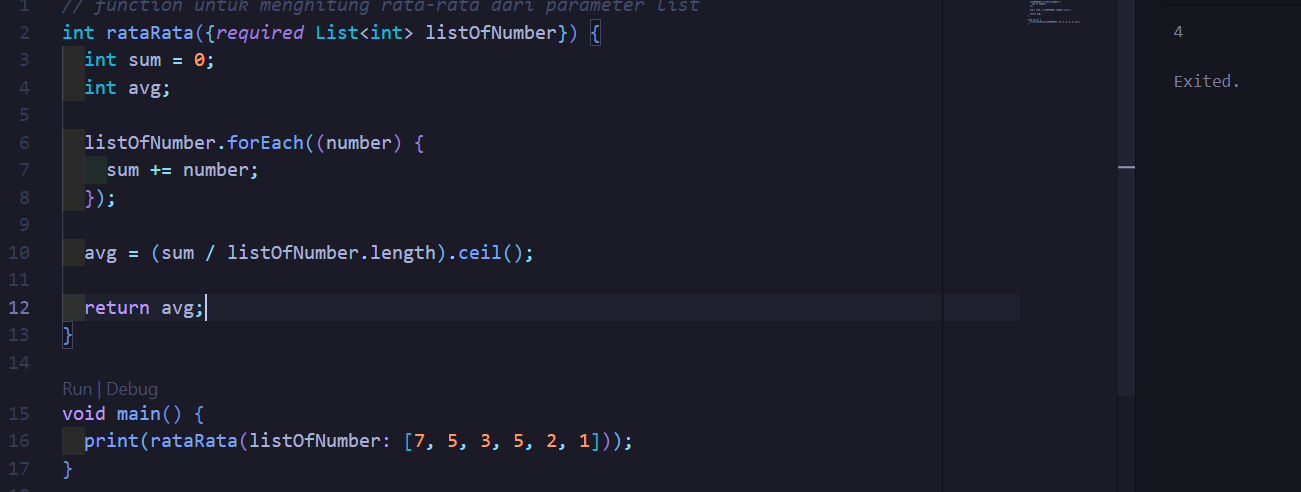 1 // function untuk menghitung rata-rata dari parameter list
2 int rataRata({required List<int> listOfNumber}) {
3 int sum = 0;
4 int avg;
5
6 listOfNumber.forEach((number) {
7 sum += number;
8 });
9
10 avg = (sum / listOfNumber.length).ceil();
11
12 return avg;
13 }
14
Run | Debug
15 void main() {
16 print(rataRata(listOfNumber: [7, 5, 3, 5, 2, 1]));
17 }
4
Exited.